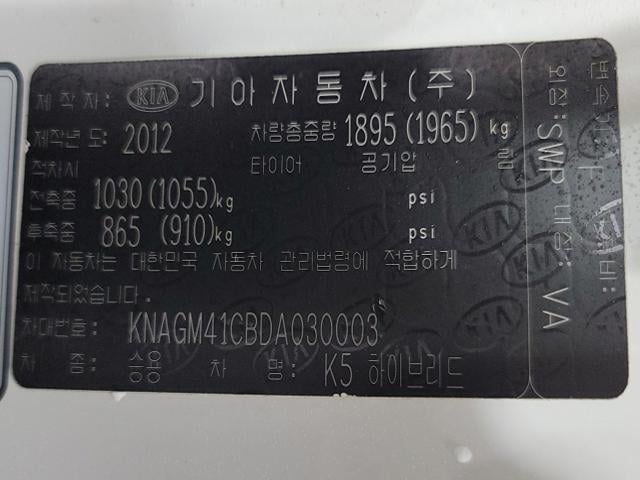 제 작 자 : KIA 기아자동차(주)
제작년 도: 2012 차량총중량 1895 (1965) kg
적차시 타이어 공기압 림
전축중 1030 (1055)kg psi
후축중 865 (910)kg psi
이 자동차는 대한민국 자동차 관리법령에 적합하게
제작되었습니다.
차대번호: KNAGM41CBDA030003
차 종: 승용 차 명: K5 하이브리드
변속
외장:SWP 내장: VA